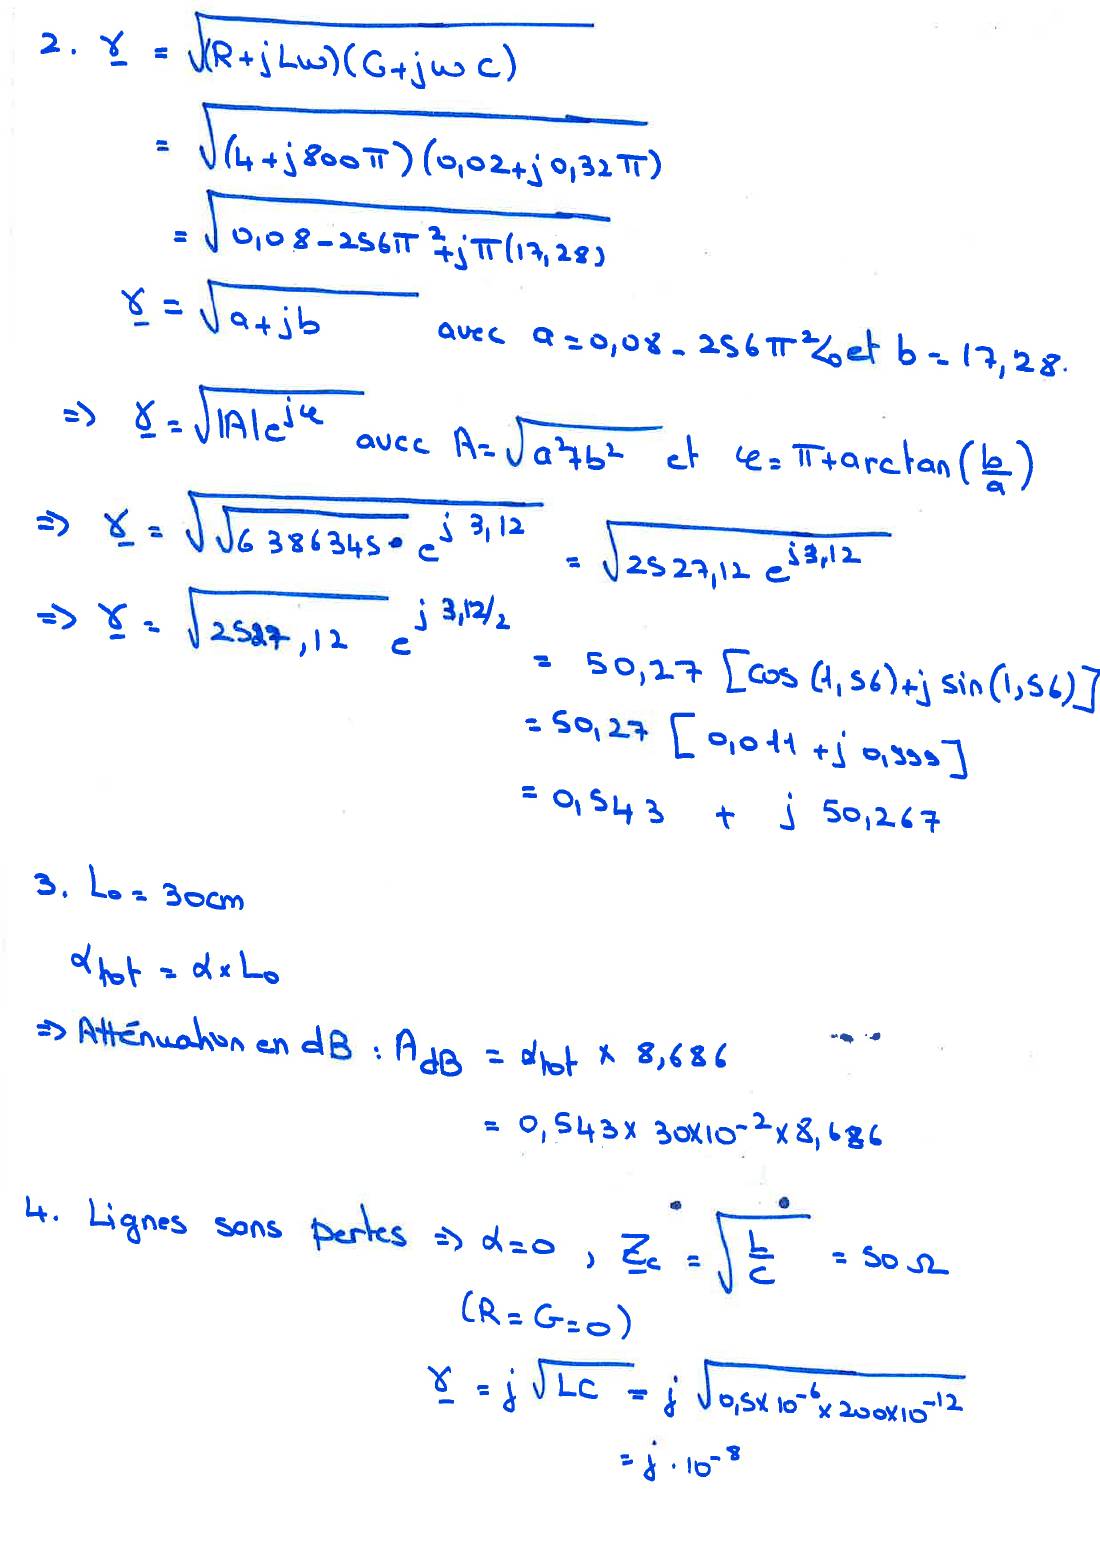 2. γ = √(R+jLω)(G+jωC)
= √(4+j800π)(0,02+j0,32π)
= √0,08-256π²+jπ(17,28)
γ = √a+jb avec a=0,08-256π² et b=17,28.
=> γ = √|A|e^jφ avec A=√a²+b² et φ=π+arctan(b/a)
=> γ = √√6386345 e^j3,12 = √2527,12 e^j3,12
=> γ = √2527,12 e^j3,12/2
= 50,27 [cos(1,56)+j sin(1,56)]
= 50,27 [0,011 + j 0,999]
= 0,543 + j 50,267
3. L₀ = 30cm
α tot = α×L₀
=> Atténuation en dB : A dB = α tot × 8,686
= 0,543 × 30×10⁻² × 8,686
4. Lignes sans pertes => α=0 , Zc = √L/C = 50Ω
(R=G=0)
γ = j√LC = j√0,5×10⁻⁶×200×10⁻¹²
= j.10⁻⁸